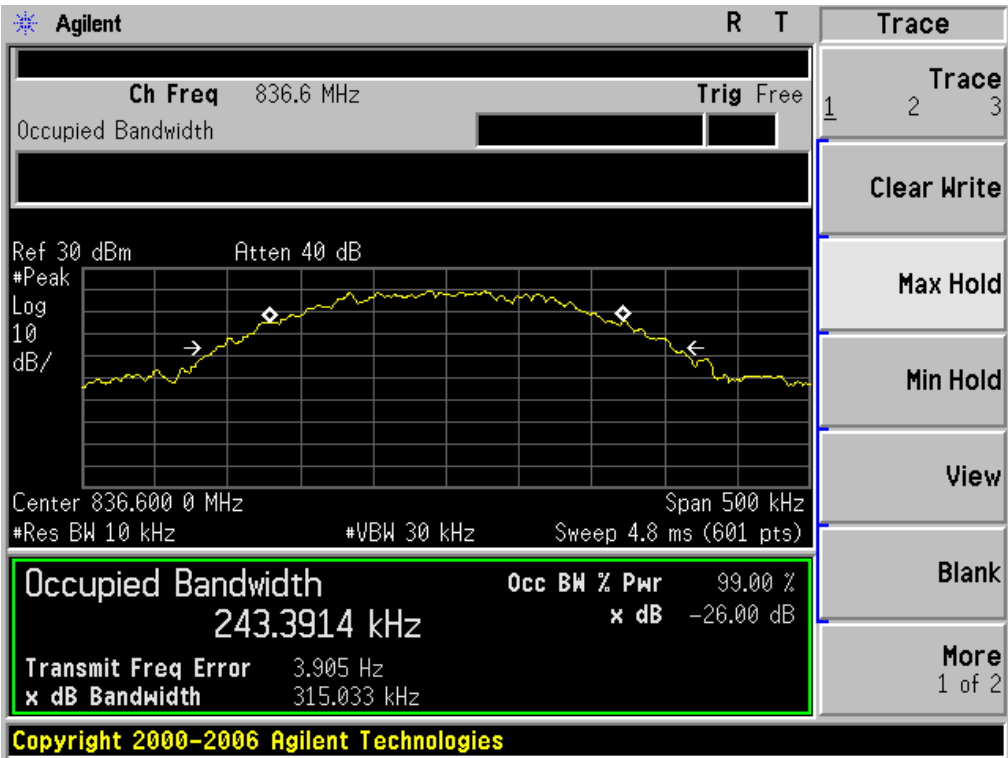 Agilent R T Trace
Ch Freq 836.6 MHz Trig Free
Occupied Bandwidth
Trace
1 2 3
Clear Write
Max Hold
Min Hold
View
Blank
More
1 of 2
Ref 30 dBm Atten 40 dB
#Peak
Log
10
dB/
Center 836.600 0 MHz Span 500 kHz
#Res BW 10 kHz #VBW 30 kHz Sweep 4.8 ms (601 pts)
Occupied Bandwidth Occ BW % Pwr 99.00 %
243.3914 kHz x dB -26.00 dB
Transmit Freq Error 3.905 Hz
x dB Bandwidth 315.033 kHz
Copyright 2000-2006 Agilent Technologies